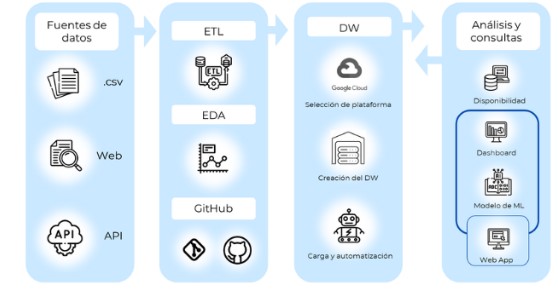 Fuentes de
datos
.csv
Web
API
API
ETL
ETL
EDA
GitHub
DW
Google Cloud
Selección de plataforma
Creación del DW
Carga y automatización
Análisis y
consultas
Disponibilidad
Dashboard
Modelo de ML
Web App